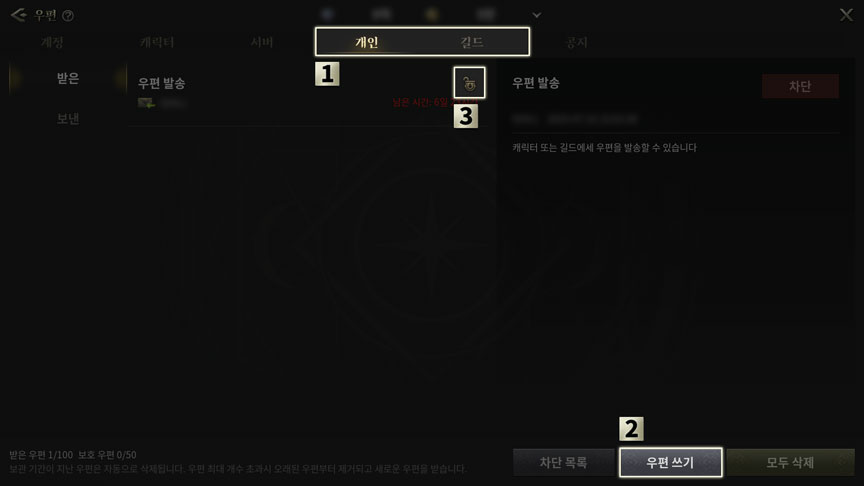 우편 ?
계정 캐릭터 서버 개인 길드 공지
1
받은
보낸
우편 발송
남은 시간: 6일
3
우편 발송
차단
캐릭터 또는 길드에게 우편을 발송할 수 있습니다
2
받은 우편 1/100 보호 우편 0/50
보관 기간이 지난 우편은 자동으로 삭제됩니다. 우편 최대 개수 초과시 오래된 우편부터 제거되고 새로운 우편을 받습니다.
차단 목록
우편 쓰기
모두 삭제